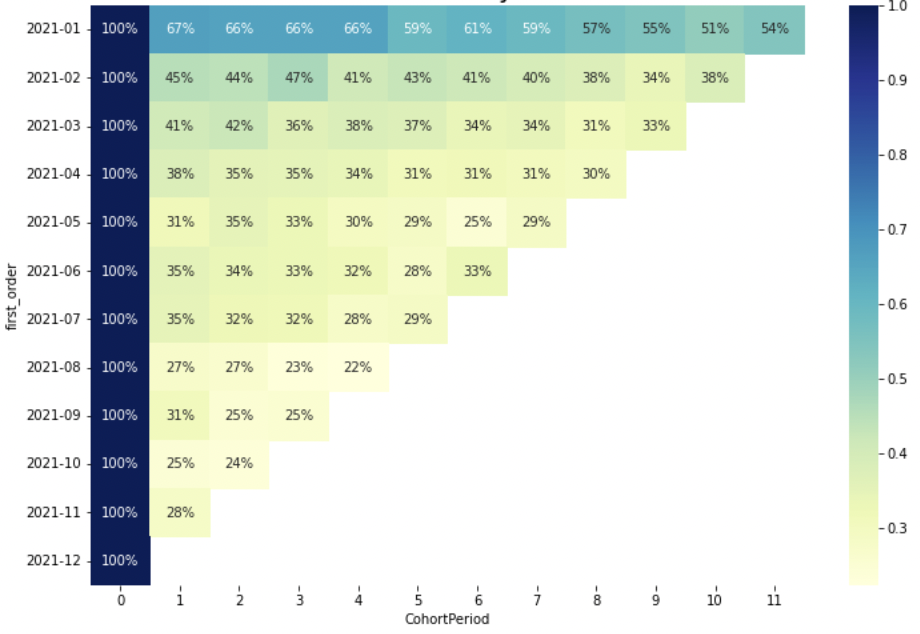 2021-01 100% 67% 66% 66% 66% 59% 61% 59% 57% 55% 51% 54%
2021-02 100% 45% 44% 47% 41% 43% 41% 40% 38% 34% 38%
2021-03 100% 41% 42% 36% 38% 37% 34% 34% 31% 33%
2021-04 100% 38% 35% 35% 34% 31% 31% 31% 30%
2021-05 100% 31% 35% 33% 30% 29% 25% 29%
2021-06 100% 35% 34% 33% 32% 28% 33%
2021-07 100% 35% 32% 32% 28% 29%
2021-08 100% 27% 27% 23% 22%
2021-09 100% 31% 25% 25%
2021-10 100% 25% 24%
2021-11 100% 28%
2021-12 100%
0 1 2 3 4 5 6 7 8 9 10 11
CohortPeriod
first_order
1.0
0.9
0.8
0.7
0.6
0.5
0.4
0.3